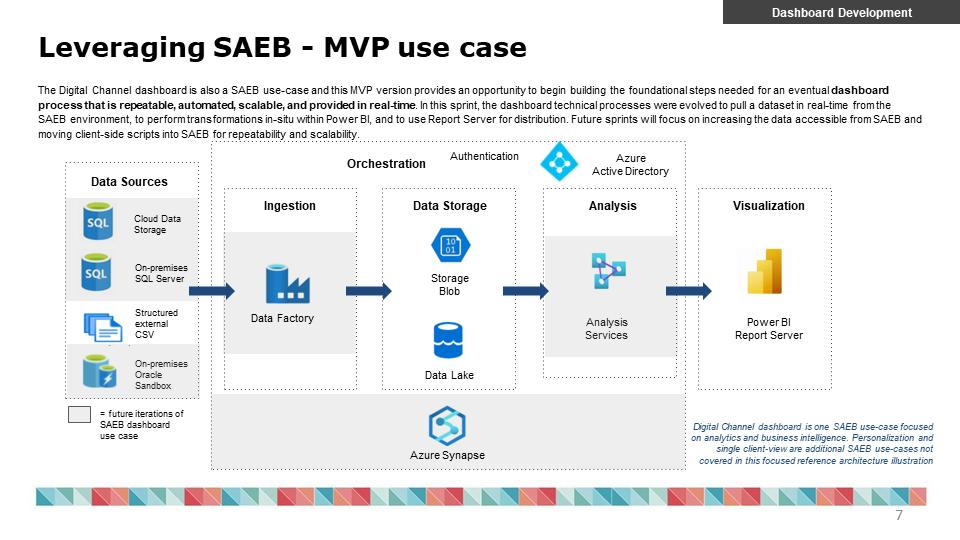 Dashboard Development
Leveraging SAEB - MVP use case
The Digital Channel dashboard is also a SAEB use-case and this MVP version provides an opportunity to begin building the foundational steps needed for an eventual dashboard
process that is repeatable, automated, scalable, and provided in real-time. In this sprint, the dashboard technical processes were evolved to pull a dataset in real-time from the
SAEB environment, to perform transformations in-situ within Power BI, and to use Report Server for distribution. Future sprints will focus on increasing the data accessible from SAEB and
moving client-side scripts into SAEB for repeatability and scalability.
Data Sources
SQL
Cloud Data
Storage
SQL
On-premises
SQL Server
Structured
external
CSV
On-premises
Oracle
Sandbox
= future iterations of
SAEB dashboard
use case
Orchestration
Authentication
Azure
Active Directory
Ingestion
Data Factory
Data Storage
10
01
Storage
Blob
Data Lake
Analysis
Analysis
Services
Visualization
Power BI
Report Server
Azure Synapse
Digital Channel dashboard is one SAEB use-case focused
on analytics and business intelligence. Personalization and
single client-view are additional SAEB use-cases not
covered in this focused reference architecture illustration
7